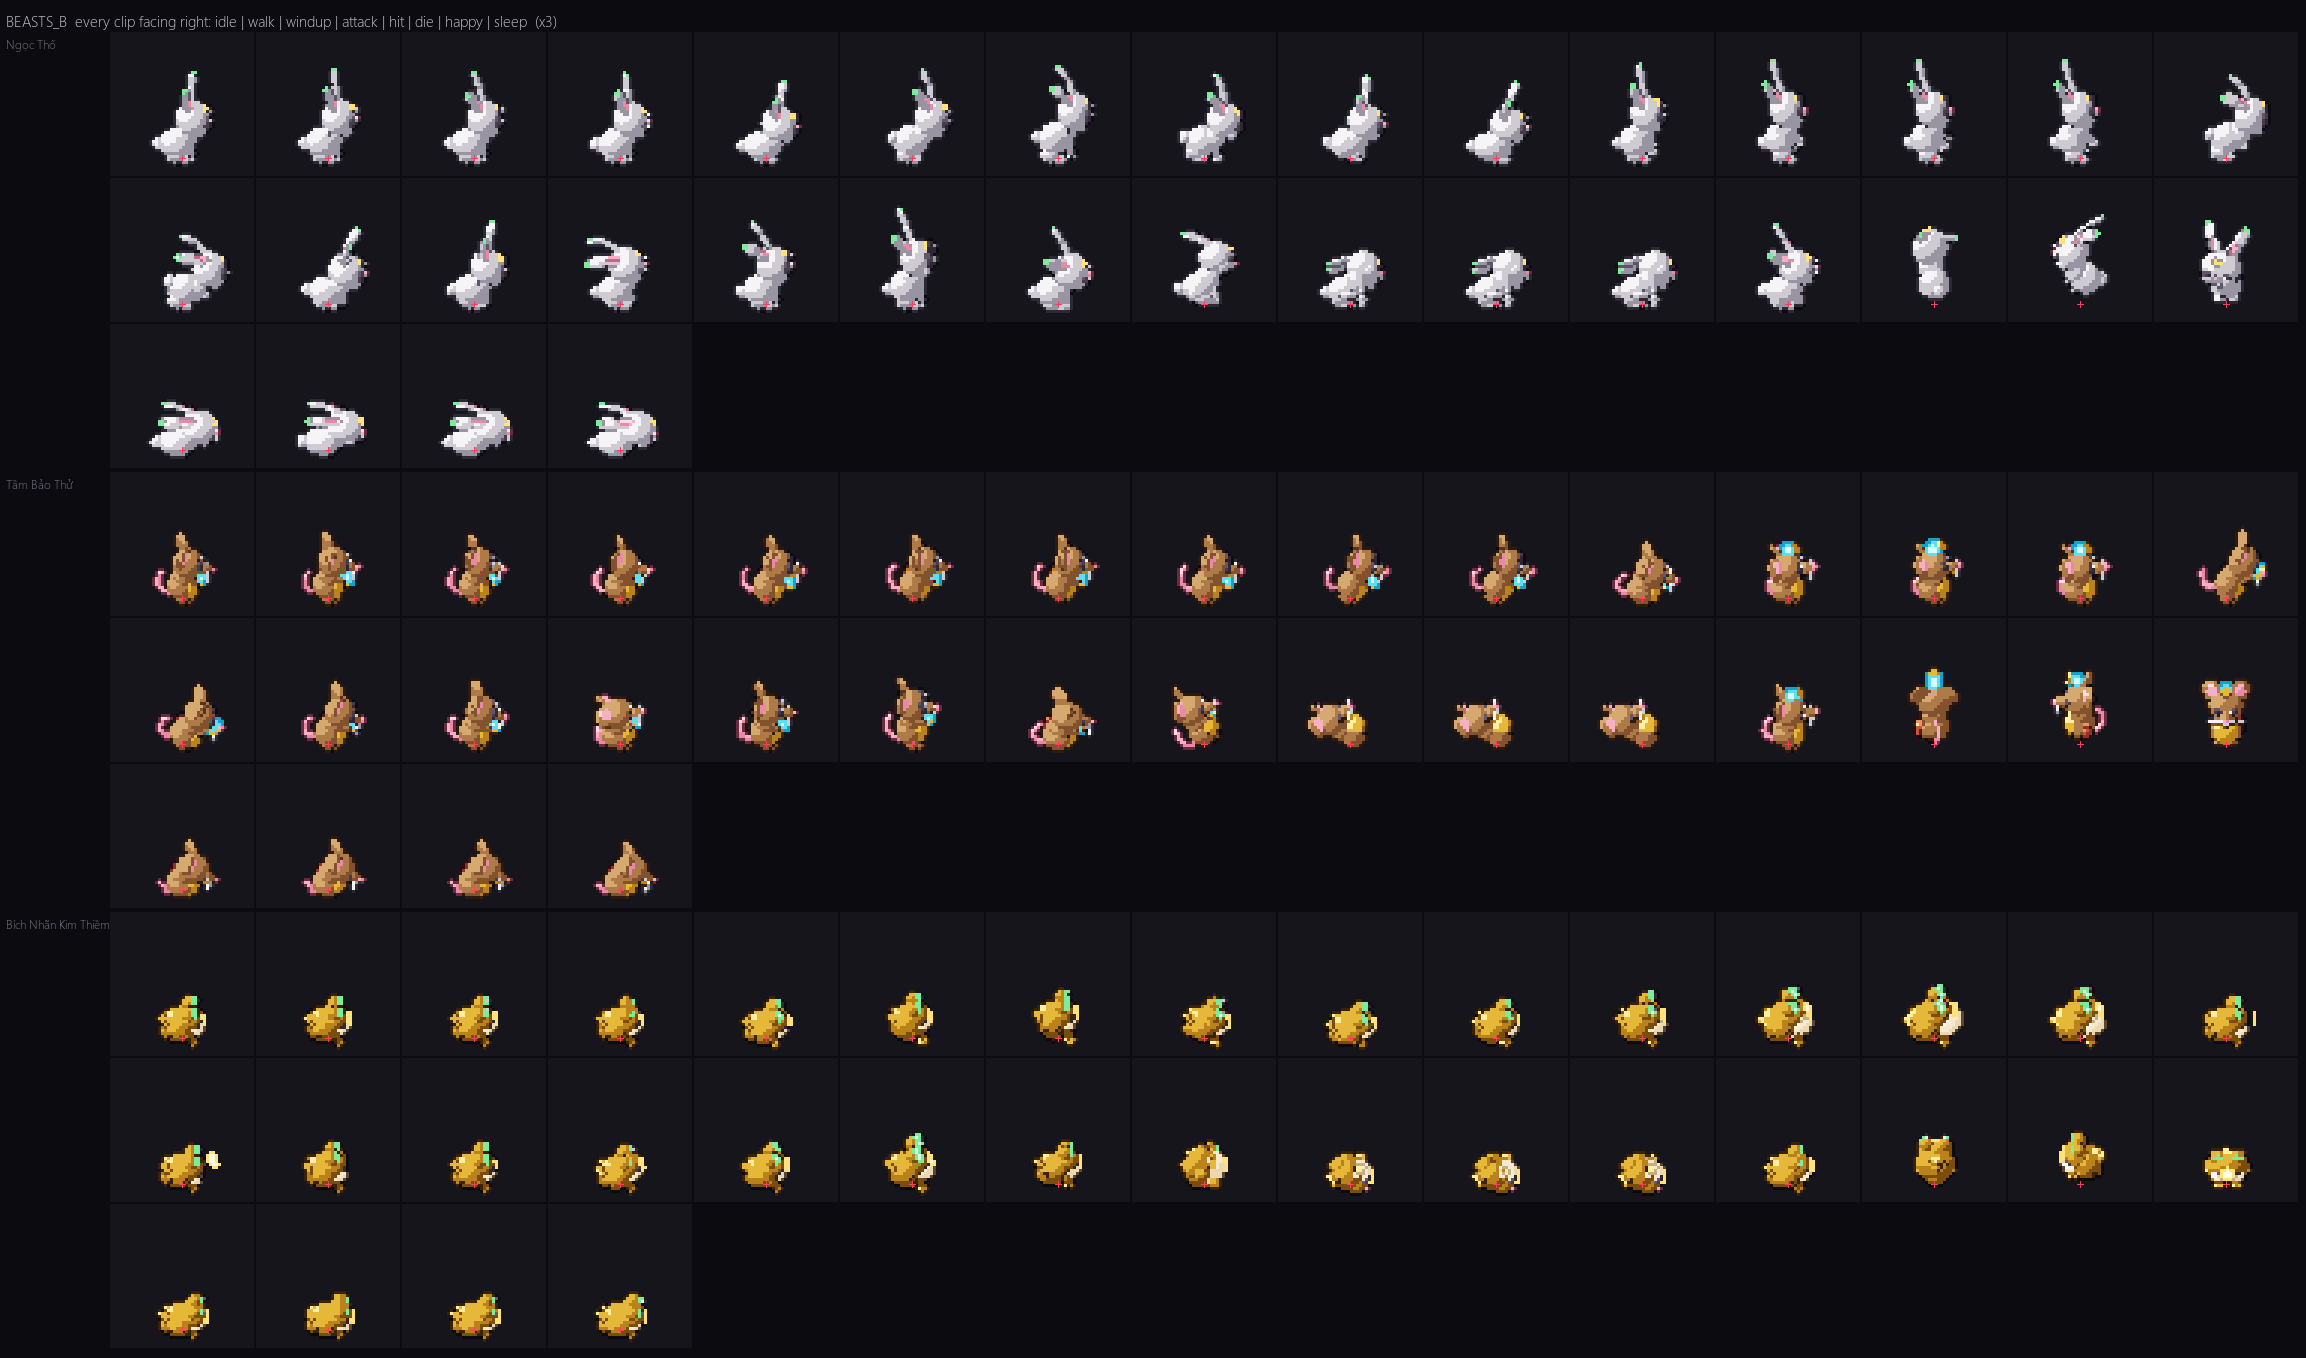 BEASTS_B every clip facing right: idle | walk | windup | attack | hit | die | happy | sleep (x3)
Ngọc Thố
Tầm Bảo Thử
Bích Nhãn Kim Thiềm